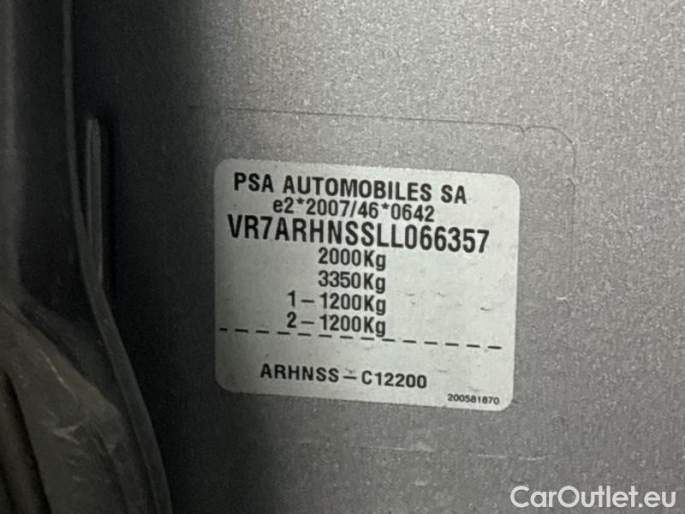 PSA AUTOMOBILES SA
e2*2007/46*0642
VR7ARHNSSLL066357
2000Kg
3350Kg
1-1200Kg
2-1200Kg
ARHNSS-C12200
200581870
CarOutlet.eu